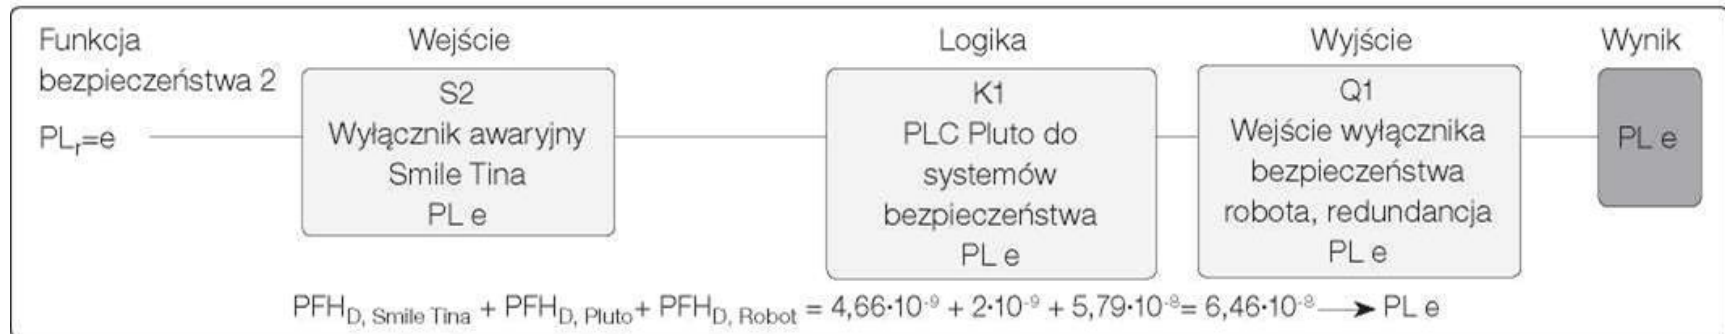 Funkcja
bezpieczeństwa 2
PLr=e
Wejście
S2
Wyłącznik awaryjny
Smile Tina
PL e
Logika
K1
PLC Pluto do
systemów
bezpieczeństwa
PL e
Wyjście
Q1
Wejście wyłącznika
bezpieczeństwa
robota, redundancja
PL e
Wynik
PL e
PFHD, Smile Tina + PFHD, Pluto+ PFHD, Robot = 4,66·10⁻⁹ + 2·10⁻⁹ + 5,79·10⁻⁸= 6,46·10⁻⁸ → PL e